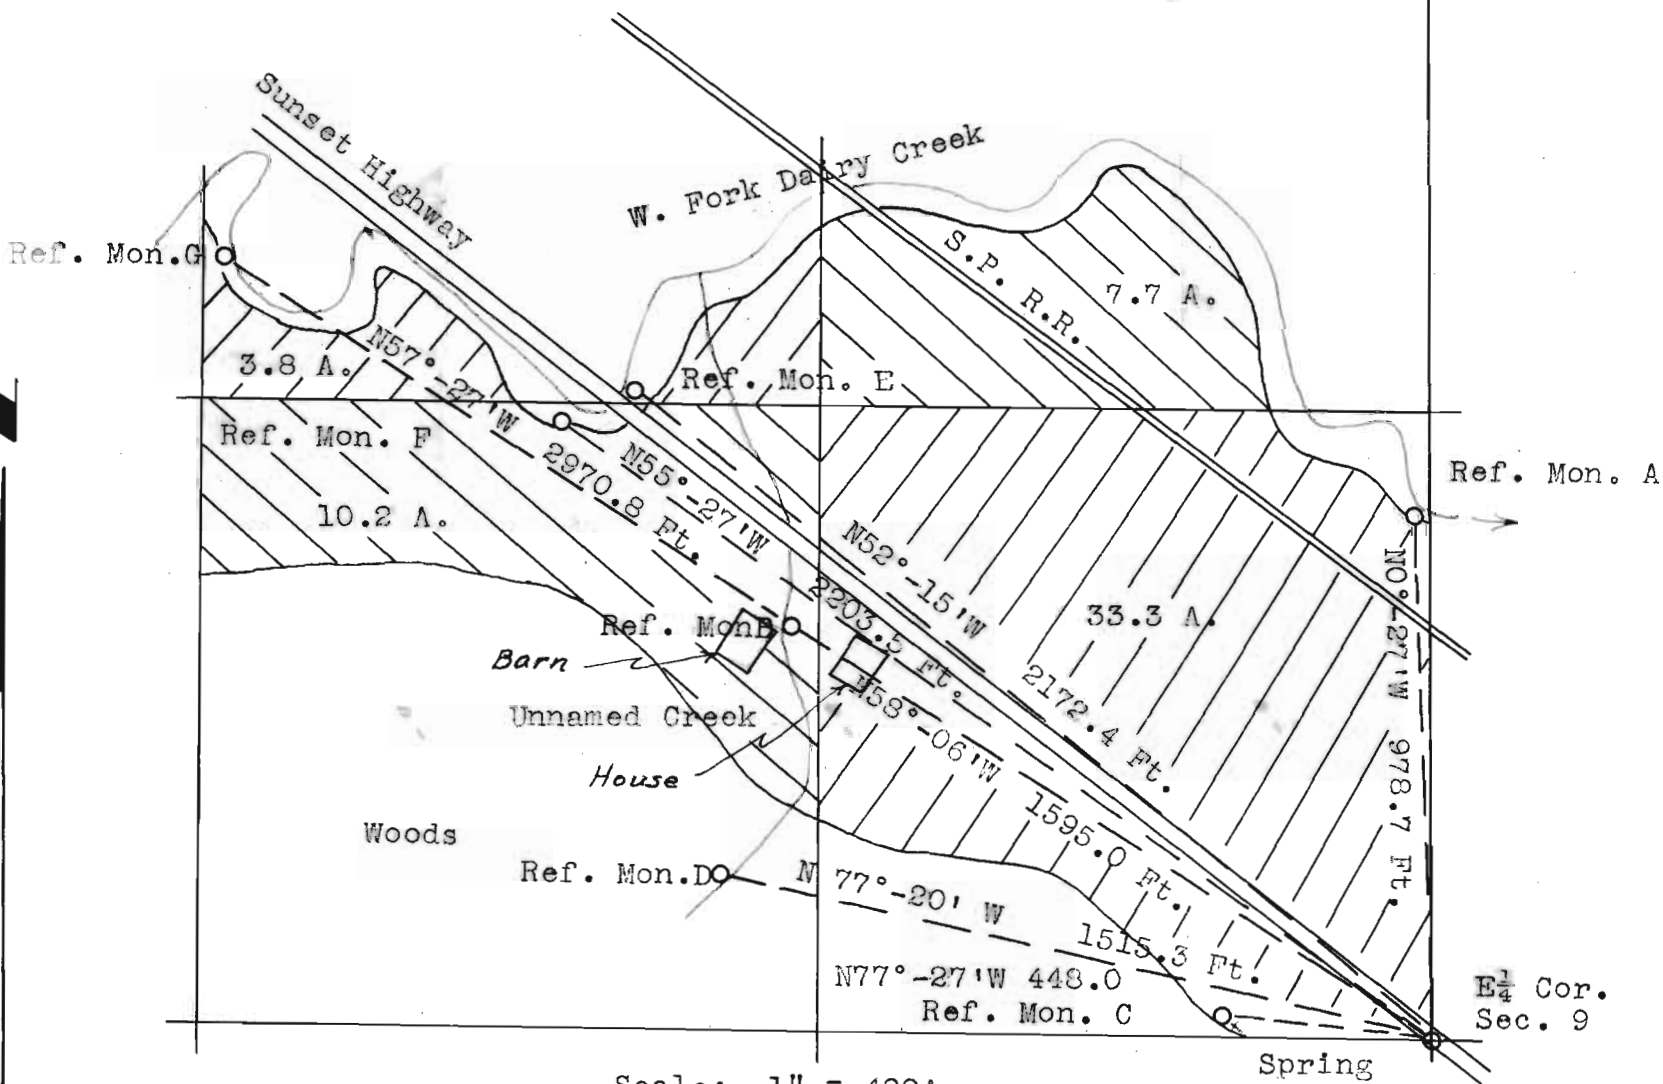 Sunset Highway
W. Fork Dairy Creek
Ref. Mon.G
S.P. R.R.
7.7 A.
3.8 A.
N57°-27'W 2970.8 Ft.
Ref. Mon. E
Ref. Mon. F
N55°-27'W 2203.5 Ft.
Ref. Mon. A
10.2 A.
N52°-15'W 2172.4 Ft.
N0°-27'W 978.7 Ft.
33.3 A.
Ref. Mon B
Barn
N58°-06'W 1595.0 Ft.
Unnamed Creek
House
Woods
Ref. Mon.D
N 77°-20' W 1515.3 Ft.
N77°-27'W 448.0
Ref. Mon. C
E¼ Cor.
Sec. 9
Spring